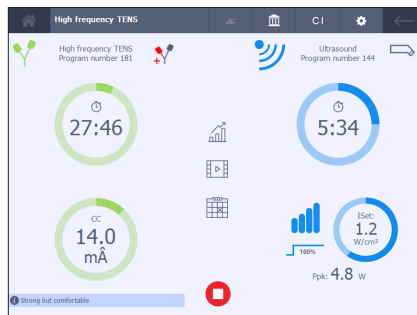 High frequency TENS
CI
High frequency TENS
Program number 181
Ultrasound
Program number 144
27:46
5:34
CC
14.0
mÂ
ISet:
1.2
W/cm²
100%
Ppk: 4.8 W
Strong but comfortable